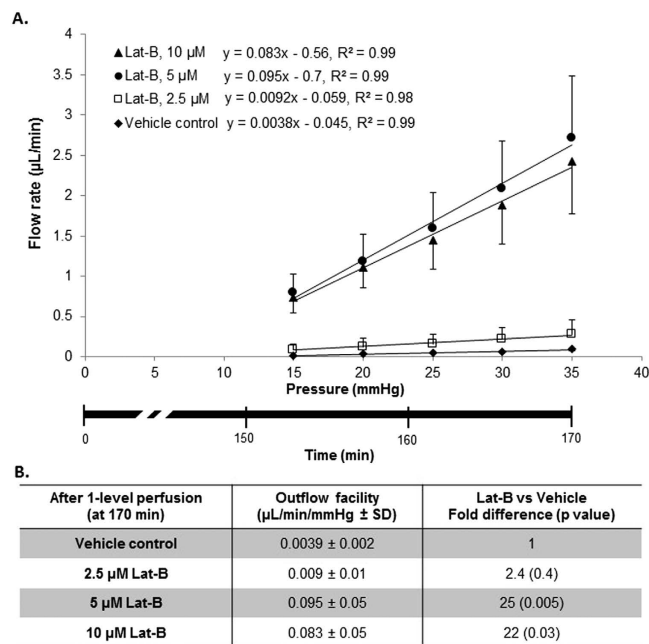 A.
Flow rate (µL/min)
4
3.5
3
2.5
2
1.5
1
0.5
0
Lat-B, 10 µM y = 0.083x - 0.56, R² = 0.99
Lat-B, 5 µM y = 0.095x - 0.7, R² = 0.99
Lat-B, 2.5 µM y = 0.0092x - 0.059, R² = 0.98
Vehicle control y = 0.0038x - 0.045, R² = 0.99
0 5 10 15 20 25 30 35 40
Pressure (mmHg)
0 150 160 170
Time (min)
B.
After 1-level perfusion Outflow facility Lat-B vs Vehicle
(at 170 min) (µL/min/mmHg ± SD) Fold difference (p value)
Vehicle control 0.0039 ± 0.002 1
2.5 µM Lat-B 0.009 ± 0.01 2.4 (0.4)
5 µM Lat-B 0.095 ± 0.05 25 (0.005)
10 µM Lat-B 0.083 ± 0.05 22 (0.03)